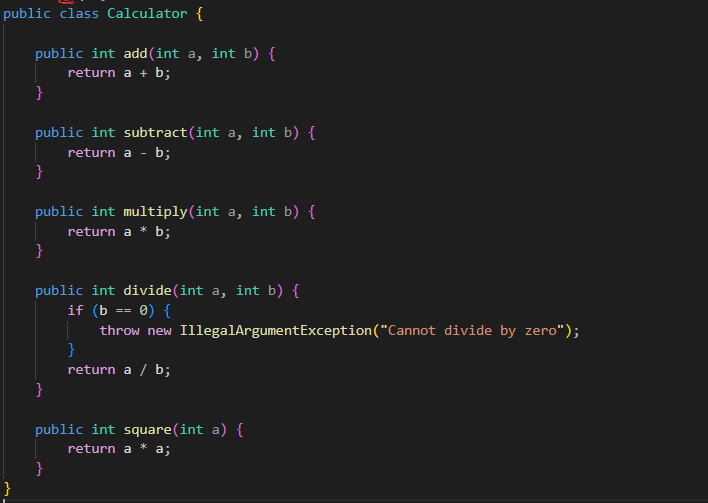 public class Calculator {
public int add(int a, int b) {
return a + b;
}
public int subtract(int a, int b) {
return a - b;
}
public int multiply(int a, int b) {
return a * b;
}
public int divide(int a, int b) {
if (b == 0) {
throw new IllegalArgumentException("Cannot divide by zero");
}
return a / b;
}
public int square(int a) {
return a * a;
}
}